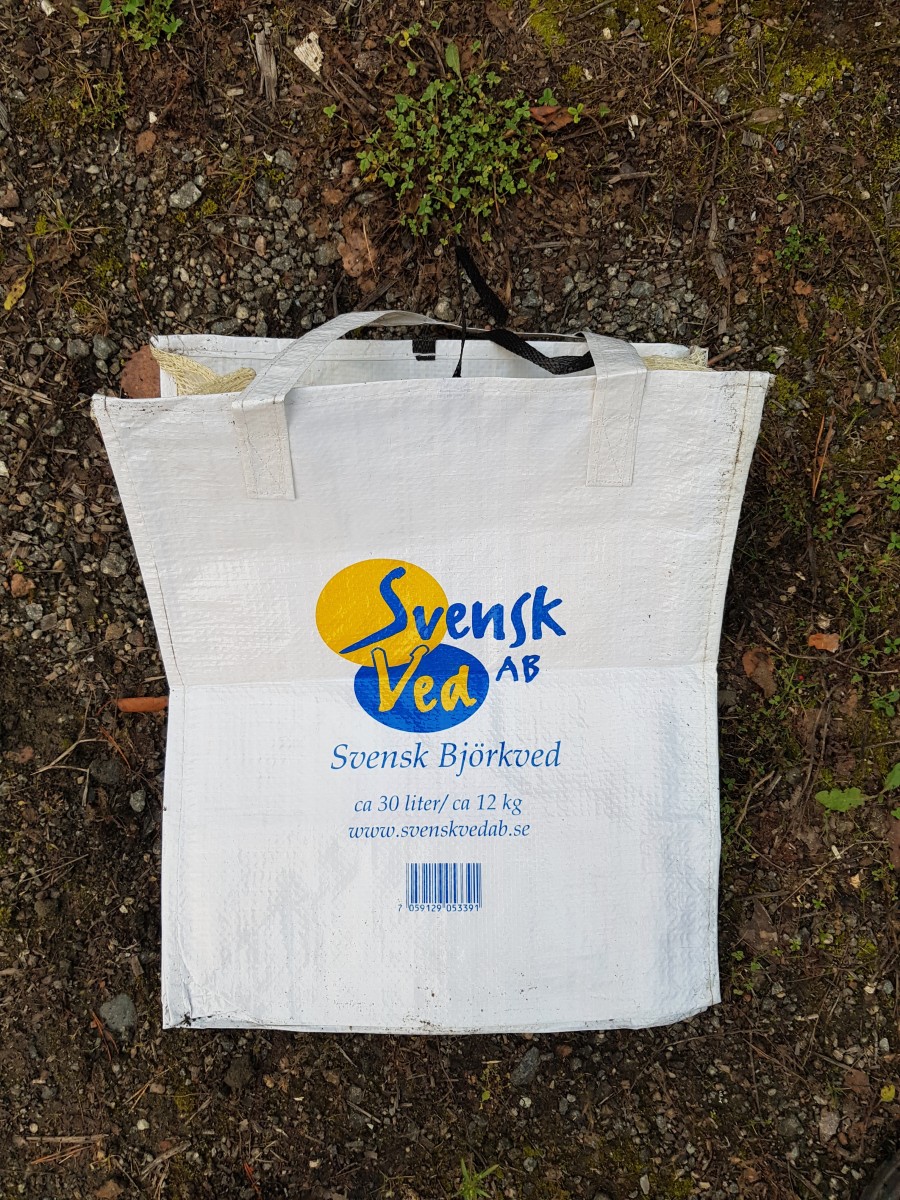 Svensk
Ved AB
Svensk Björkved
ca 30 liter/ ca 12 kg
www.svenskvedab.se
7 059129 053391